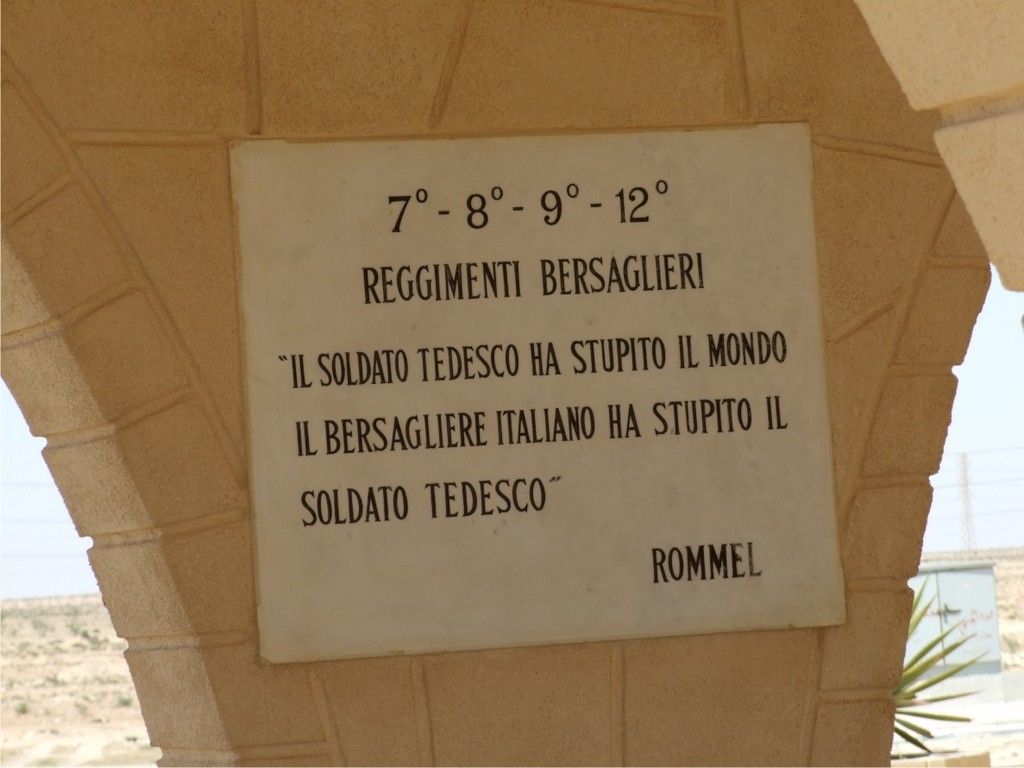 7° - 8° - 9° - 12°
REGGIMENTI BERSAGLIERI
"IL SOLDATO TEDESCO HA STUPITO IL MONDO
IL BERSAGLIERE ITALIANO HA STUPITO IL
SOLDATO TEDESCO"
ROMMEL